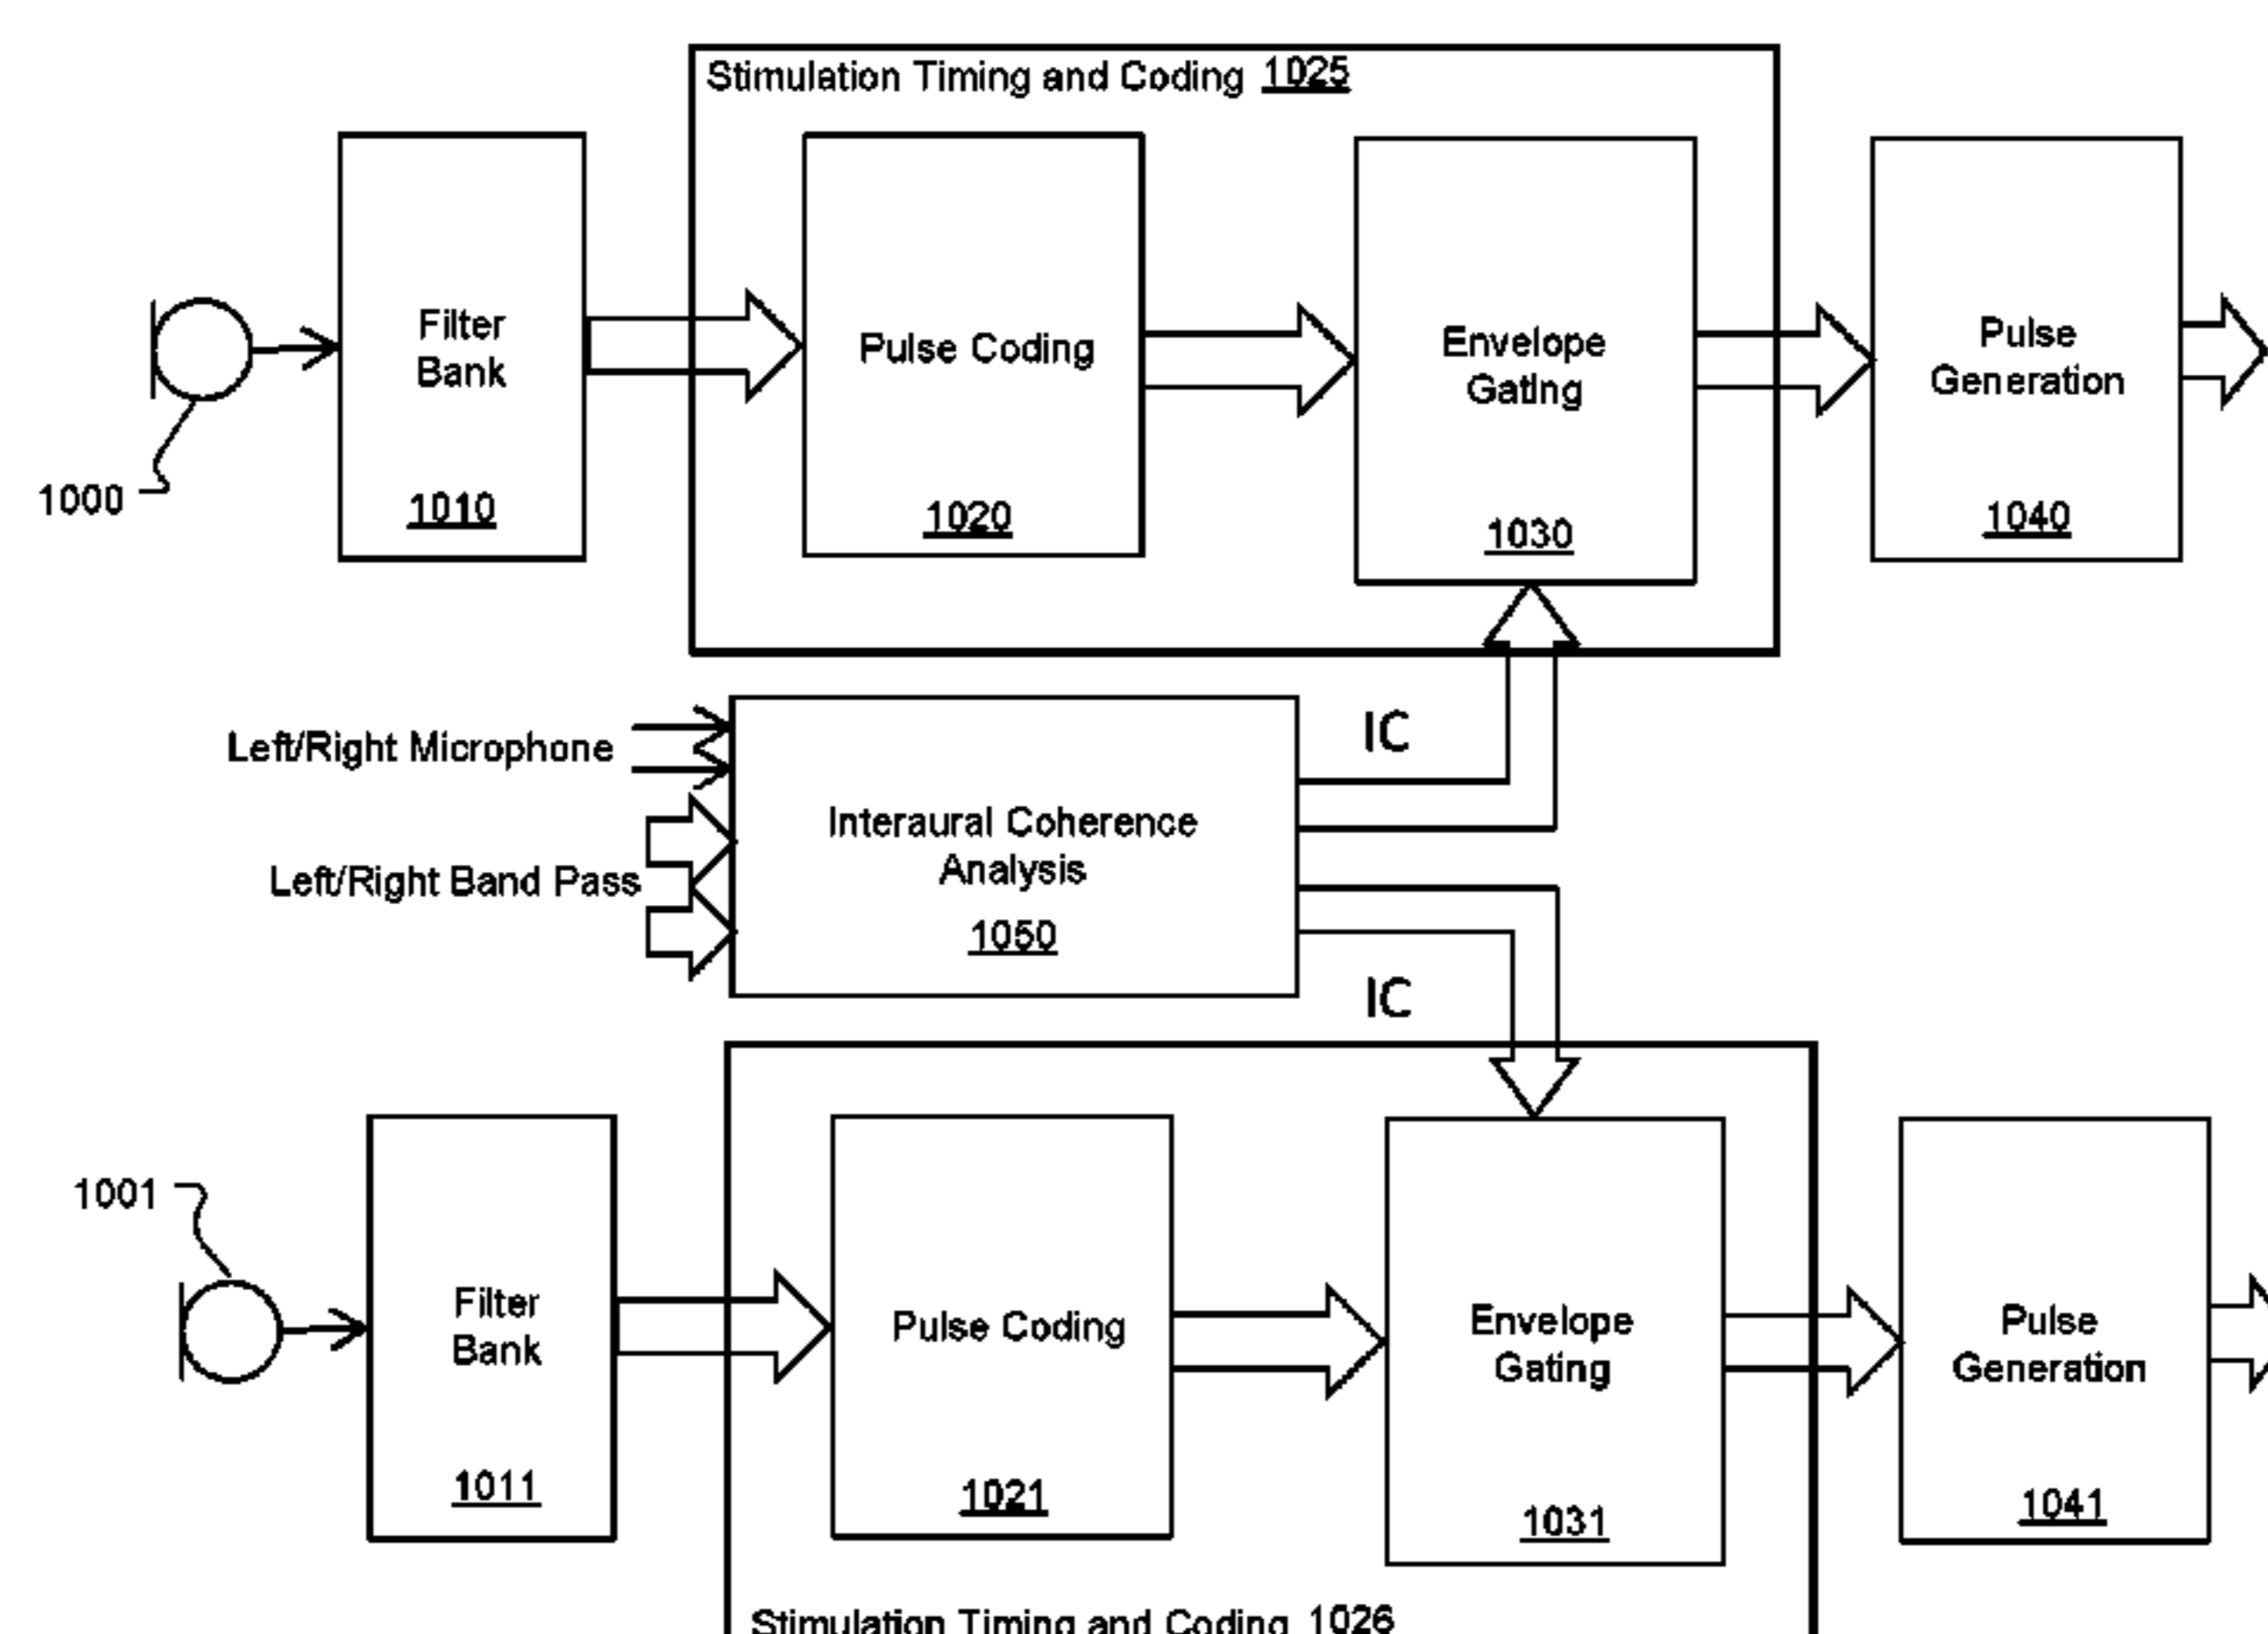 Stimulation Timing and Coding 1025
Filter
Bank
1010
Pulse Coding
1020
Envelope
Gating
1030
Pulse
Generation
1040
1000
Left/Right Microphone
Left/Right Band Pass
Interaural Coherence
Analysis
1050
IC
IC
1001
Filter
Bank
1011
Pulse Coding
1021
Envelope
Gating
1031
Pulse
Generation
1041
Stimulation Timing and Coding 1026